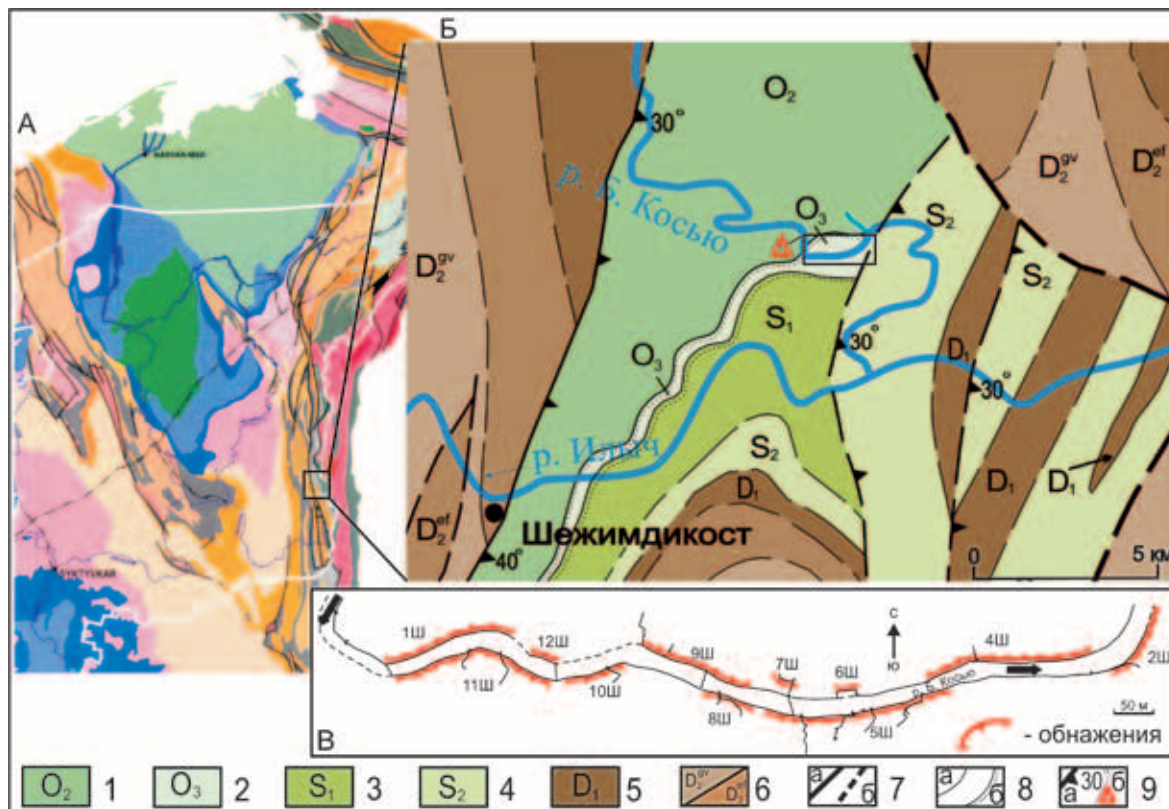 А
Б
O₂
30°
р. Б. Косью
O₃
S₂
D₂gv
D₂ef
D₂gv
S₂
S₁
30°
D₁
30°
O₃
р. Илыч
S₂
D₁
D₁
D₁
D₂ef
Шежимдикост
40°
0 5 км
SYKTYVKAR
В
1Ш
12Ш
11Ш
10Ш
9Ш
8Ш
7Ш
6Ш
5Ш
4Ш
2Ш
с
ю
р. Б. Косью
50 м
- обнажения
O₂ 1 O₃ 2 S₁ 3 S₂ 4 D₁ 5 D₂gv D₂ef 6 а б 7 а б 8 а 30° б 9